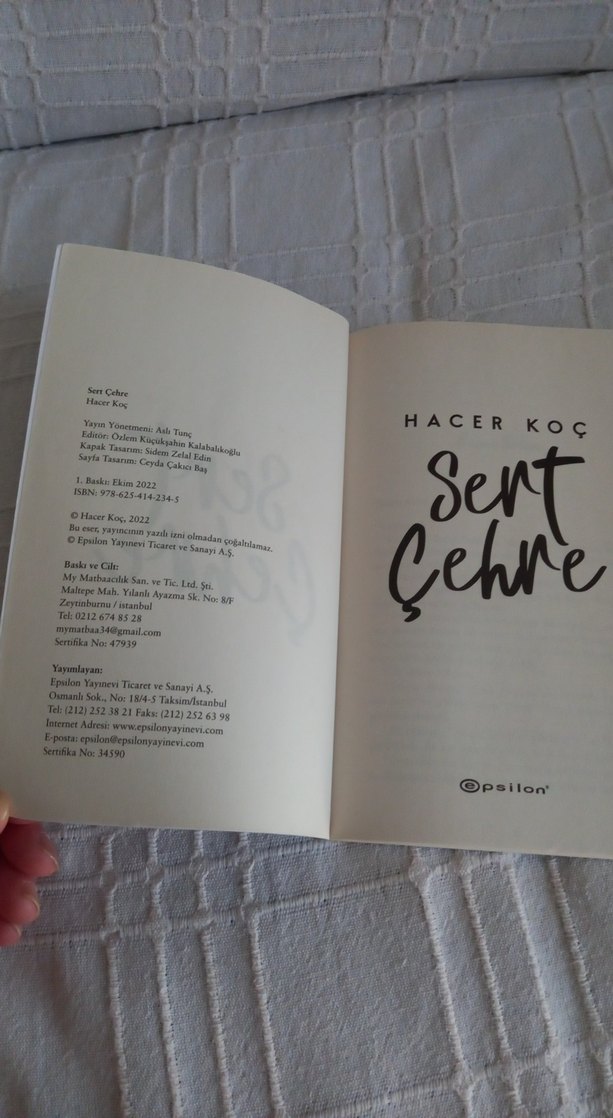 Sert Çehre
Hacer Koç
Yayın Yönetmeni: Aslı Tunç
Editör: Özlem Küçükşahin Kalabalıkoğlu
Kapak Tasarım: Sidem Zelal Edin
Sayfa Tasarım: Ceyda Çakıcı Baş
1. Baskı: Ekim 2022
ISBN: 978-625-414-234-5
© Hacer Koç, 2022
Bu eser, yayıncının yazılı izni olmadan çoğaltılamaz.
© Epsilon Yayınevi Ticaret ve Sanayi A.Ş.
Baskı ve Cilt:
My Matbaacılık San. ve Tic. Ltd. Şti.
Maltepe Mah. Yılanlı Ayazma Sk. No: 8/F
Zeytinburnu / istanbul
Tel: 0212 674 85 28
mymatbaa34@gmail.com
Sertifika No: 47939
Yayımlayan:
Epsilon Yayınevi Ticaret ve Sanayi A.Ş.
Osmanlı Sok., No: 18/4-5 Taksim/İstanbul
Tel: (212) 252 38 21 Faks: (212) 252 63 98
İnternet Adresi: www.epsilonyayinevi.com
E-posta: epsilon@epsilonyayinevi.com
Sertifika No: 34590
HACER KOÇ
Sert
Çehre
epsilon®